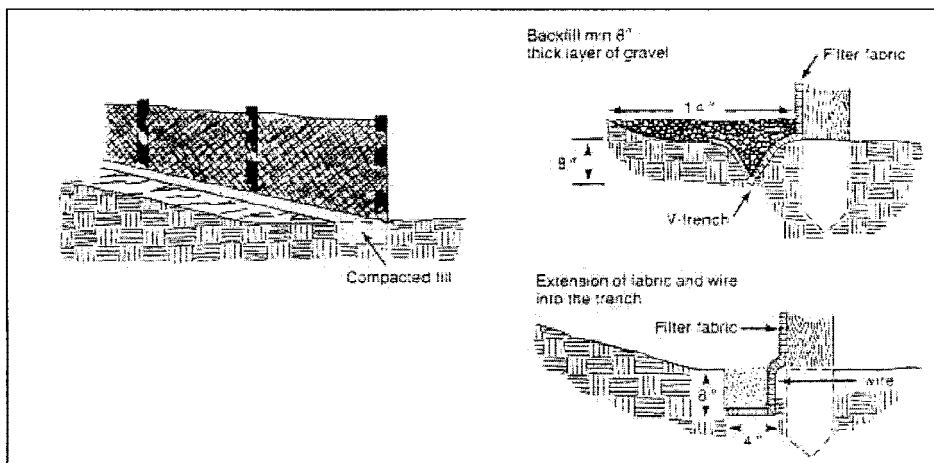 Backfill min 8"
thick layer of gravel
Filter fabric
14"
8"
V-trench
Compacted fill
Extension of fabric and wire
into the trench
Filter fabric
wire
8"
4"